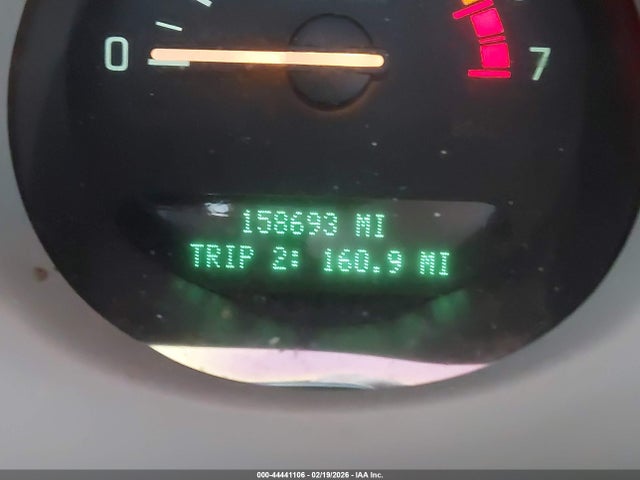 0
7
158693 MI
TRIP 2: 160.9 MI
000-44441106 - 02/19/2026 - IAA Inc.